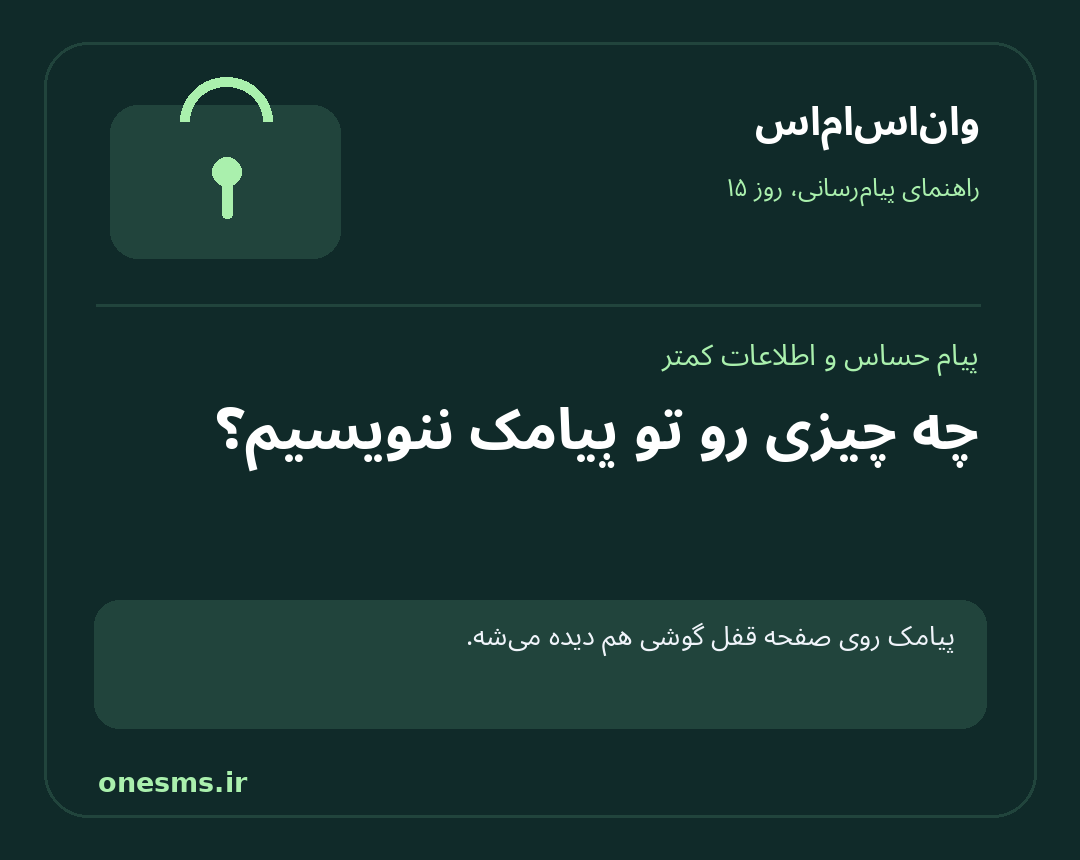 وان‌اس‌ام‌اس
راهنمای پیام‌رسانی، روز ۱۵
پیام حساس و اطلاعات کمتر
چه چیزی رو تو پیامک ننویسیم؟
پیامک روی صفحه قفل گوشی هم دیده می‌شه.
onesms.ir